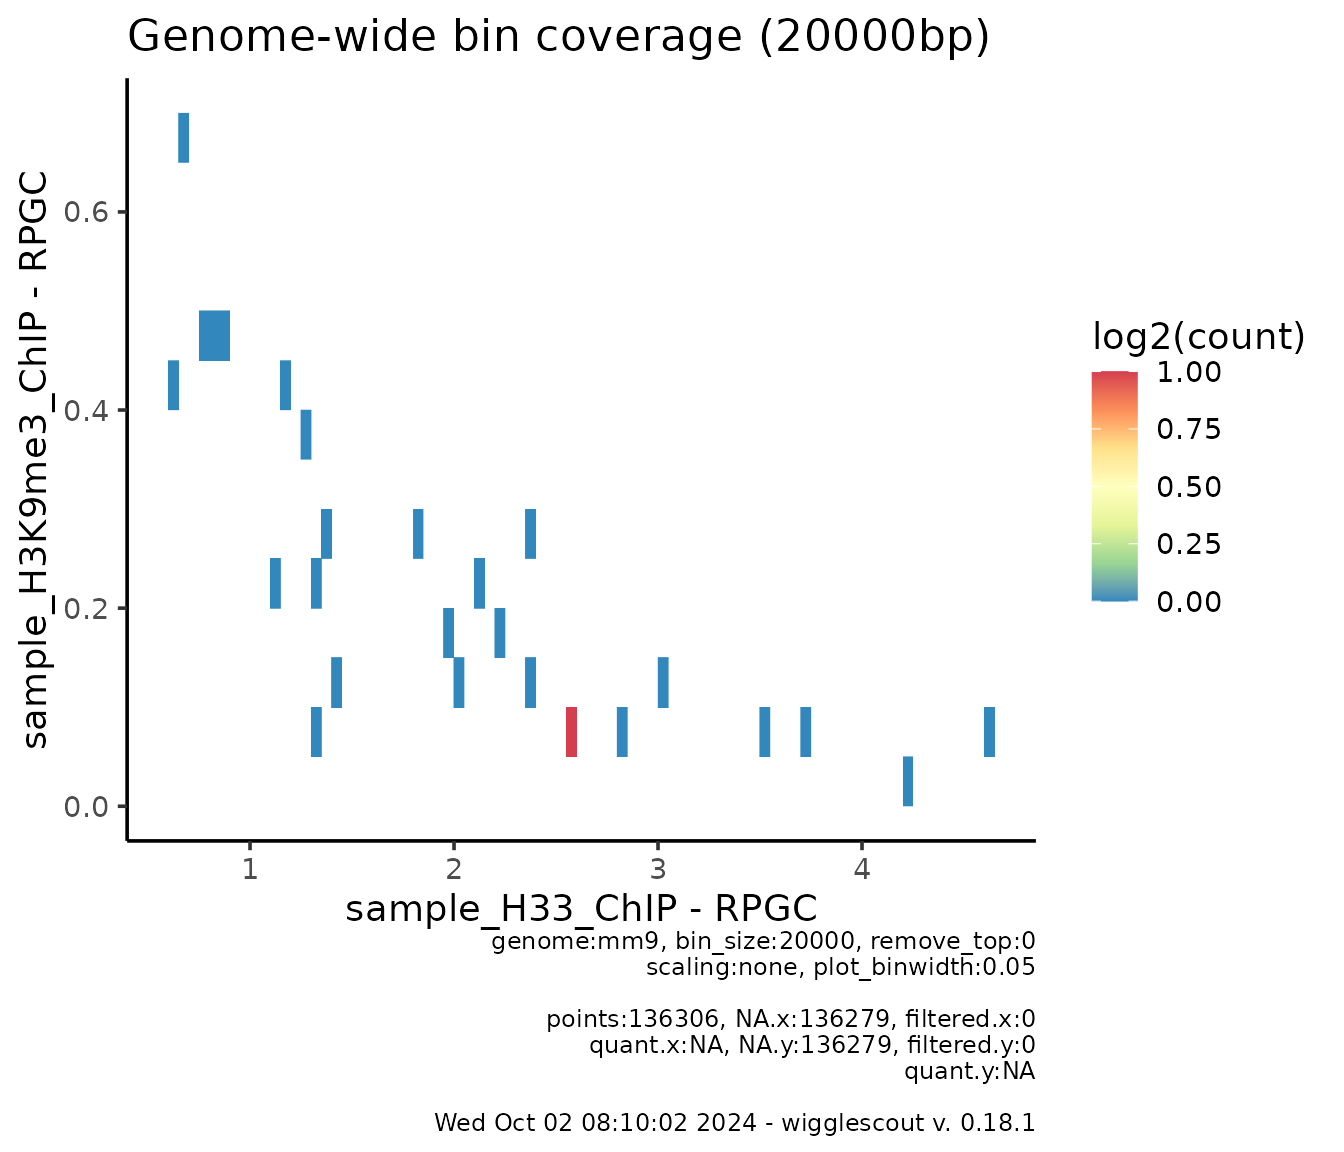 Genome-wide bin coverage (20000bp)
sample_H3K9me3_ChIP - RPGC
0.6
0.4
0.2
0.0
1 2 3 4
sample_H33_ChIP - RPGC
log2(count)
1.00
0.75
0.50
0.25
0.00
genome:mm9, bin_size:20000, remove_top:0
scaling:none, plot_binwidth:0.05
points:136306, NA.x:136279, filtered.x:0
quant.x:NA, NA.y:136279, filtered.y:0
quant.y:NA
Wed Oct 02 08:10:02 2024 - wigglescout v. 0.18.1